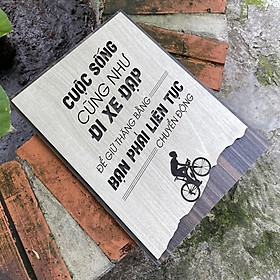 CUỘC SỐNG
CŨNG NHƯ
ĐI XE ĐẠP
ĐỂ GIỮ THĂNG BẰNG
BẠN PHẢI LIÊN TỤC
CHUYỂN ĐỘNG